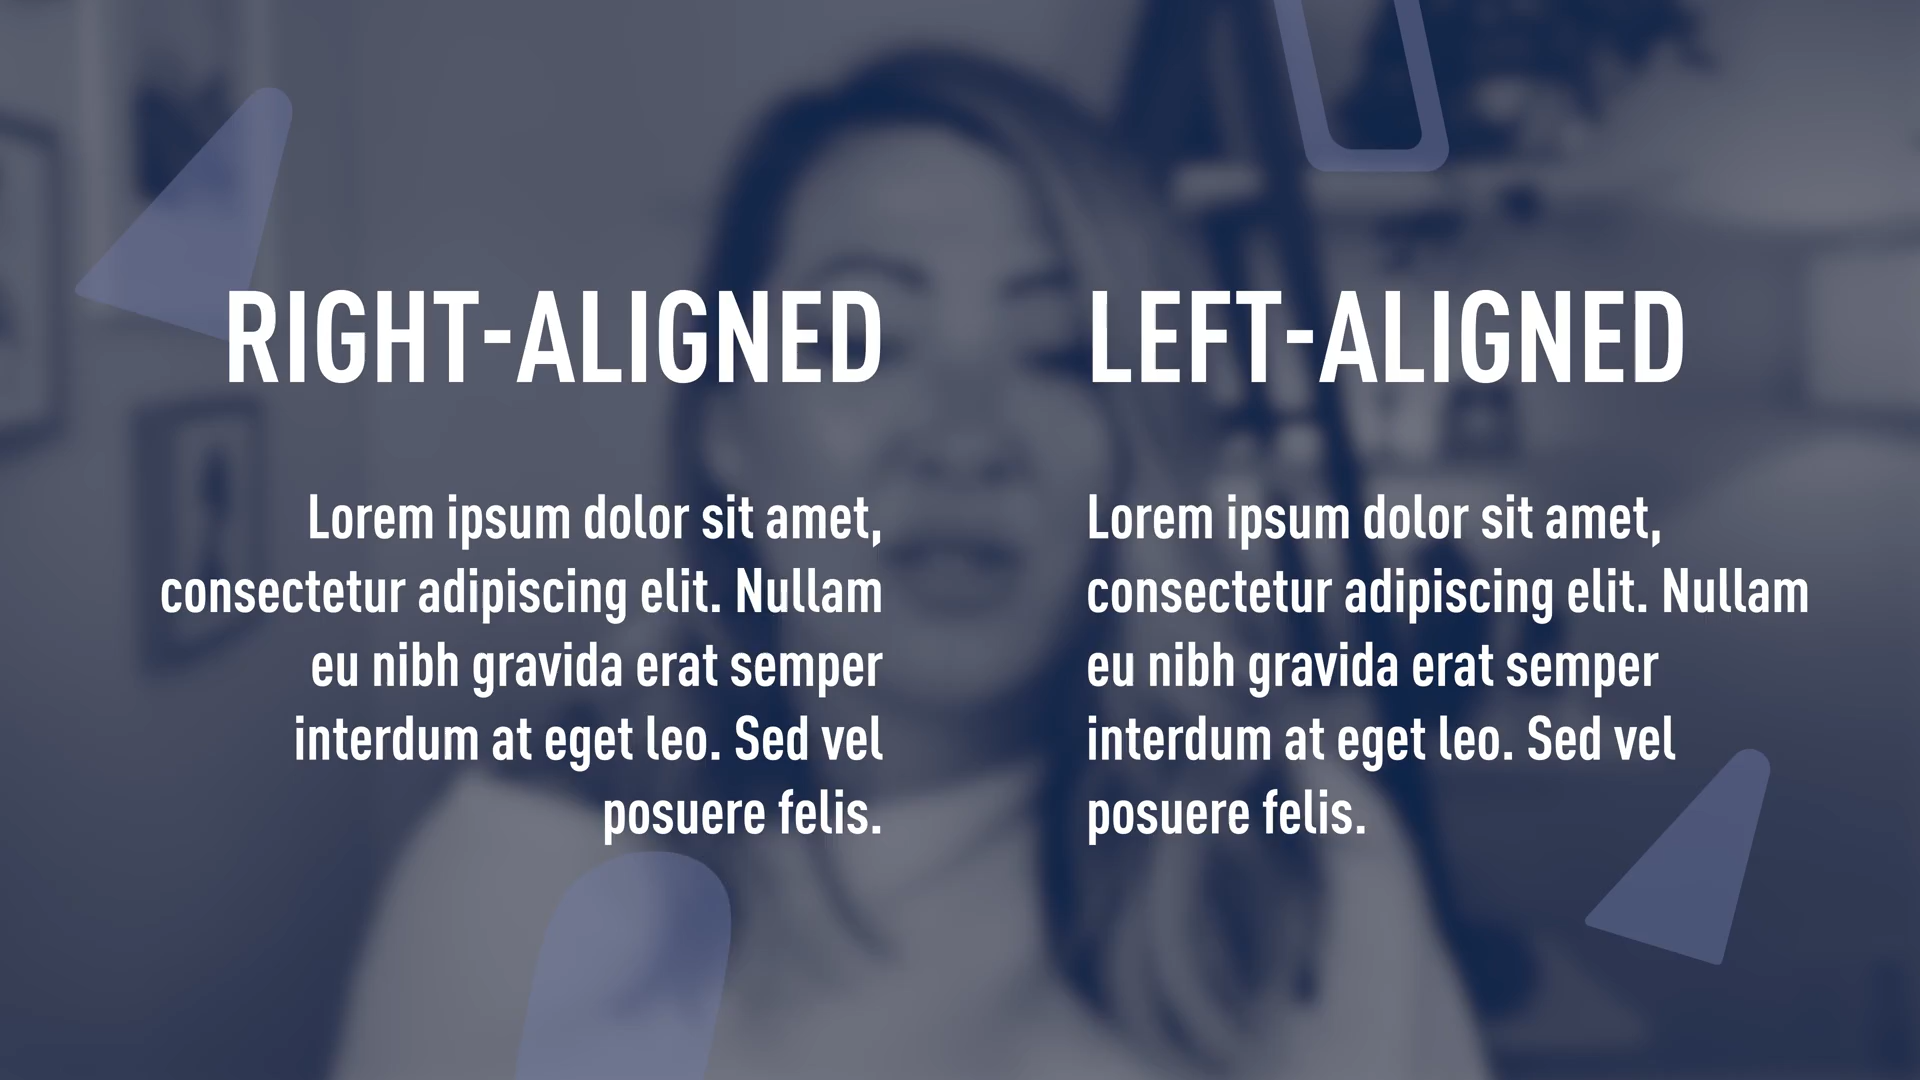 RIGHT-ALIGNED
Lorem ipsum dolor sit amet,
consectetur adipiscing elit. Nullam
eu nibh gravida erat semper
interdum at eget leo. Sed vel
posuere felis.
LEFT-ALIGNED
Lorem ipsum dolor sit amet,
consectetur adipiscing elit. Nullam
eu nibh gravida erat semper
interdum at eget leo. Sed vel
posuere felis.